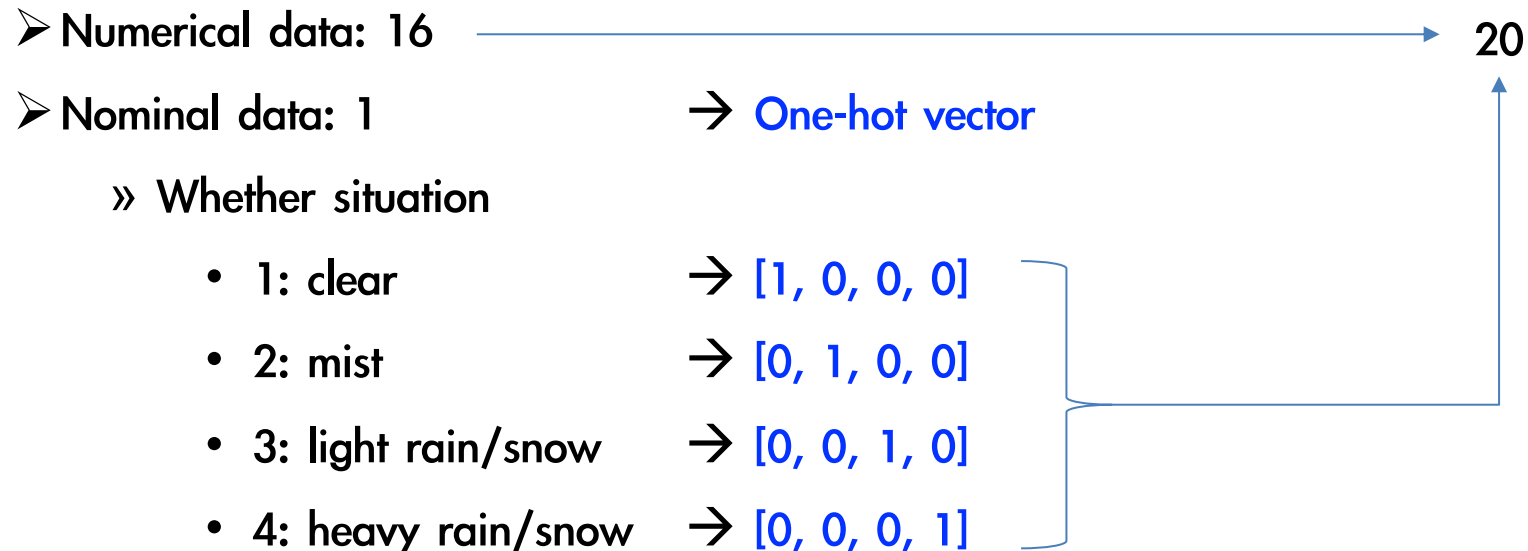 ➢ Numerical data: 16 20
➢ Nominal data: 1 → One-hot vector
» Whether situation
• 1: clear → [1, 0, 0, 0]
• 2: mist → [0, 1, 0, 0]
• 3: light rain/snow → [0, 0, 1, 0]
• 4: heavy rain/snow → [0, 0, 0, 1]